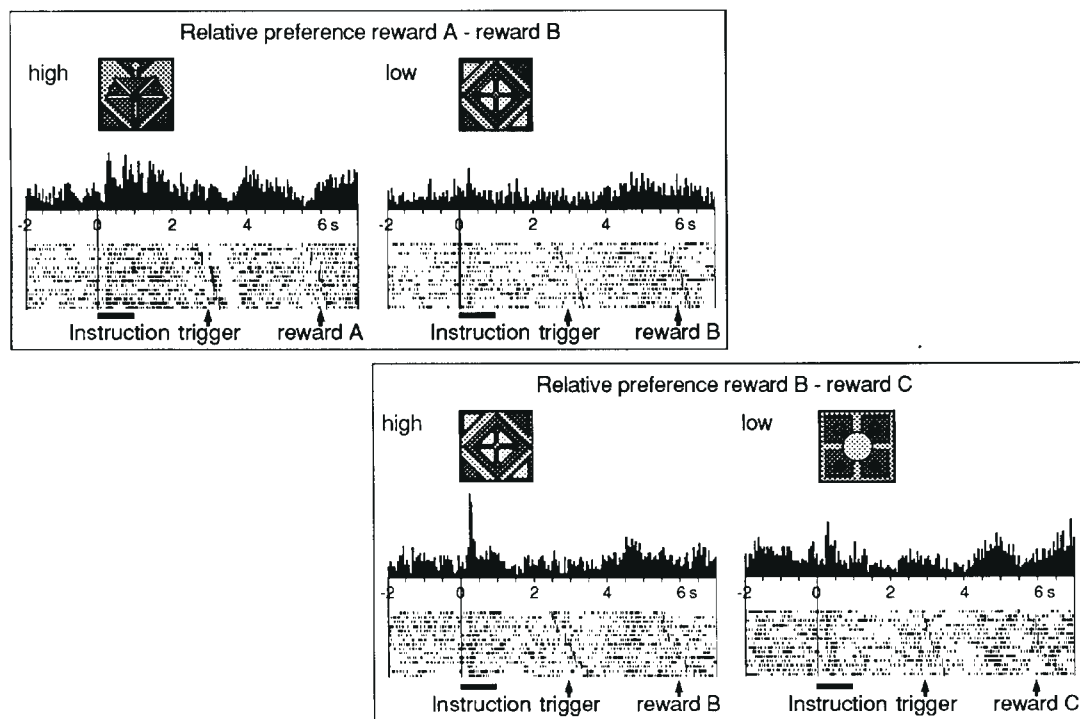 Relative preference reward A - reward B
high
low
-2 0 2 4 6 s
-2 0 2 4 6 s
Instruction trigger reward A
Instruction trigger reward B
Relative preference reward B - reward C
high
low
-2 0 2 4 6 s
-2 0 2 4 6 s
Instruction trigger reward B
Instruction trigger reward C